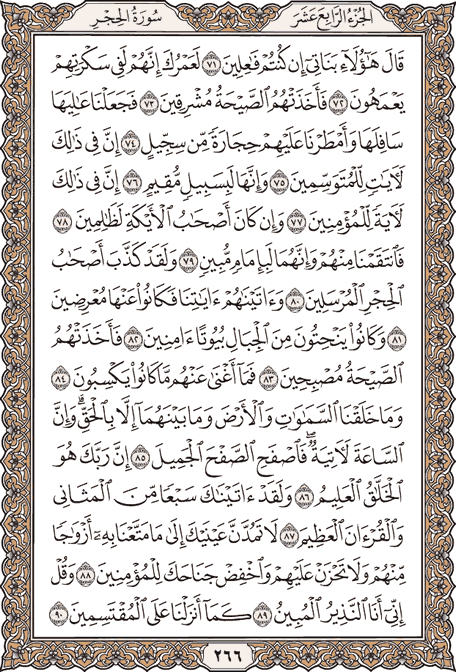 الجزء الرابع عشر سورة الحجر
قَالَ هَٰٓؤُلَآءِ بَنَاتِىٓ إِن كُنتُمْ فَٰعِلِينَ ٧١ لَعَمْرُكَ إِنَّهُمْ لَفِى سَكْرَتِهِمْ
يَعْمَهُونَ ٧٢ فَأَخَذَتْهُمُ ٱلصَّيْحَةُ مُشْرِقِينَ ٧٣ فَجَعَلْنَا عَٰلِيَهَا
سَافِلَهَا وَأَمْطَرْنَا عَلَيْهِمْ حِجَارَةً مِّن سِجِّيلٍ ٧٤ إِنَّ فِى ذَٰلِكَ
لَءَايَٰتٍ لِّلْمُتَوَسِّمِينَ ٧٥ وَإِنَّهَا لَبِسَبِيلٍ مُّقِيمٍ ٧٦ إِنَّ فِى ذَٰلِكَ
لَءَايَةً لِّلْمُؤْمِنِينَ ٧٧ وَإِن كَانَ أَصْحَٰبُ ٱلْأَيْكَةِ لَظَٰلِمِينَ ٧٨
فَٱنتَقَمْنَا مِنْهُمْ وَإِنَّهُمَا لَبِإِمَامٍ مُّبِينٍ ٧٩ وَلَقَدْ كَذَّبَ أَصْحَٰبُ
ٱلْحِجْرِ ٱلْمُرْسَلِينَ ٨٠ وَءَاتَيْنَٰهُمْ ءَايَٰتِنَا فَكَانُوا۟ عَنْهَا مُعْرِضِينَ
٨١ وَكَانُوا۟ يَنْحِتُونَ مِنَ ٱلْجِبَالِ بُيُوتًا ءَامِنِينَ ٨٢ فَأَخَذَتْهُمُ
ٱلصَّيْحَةُ مُصْبِحِينَ ٨٣ فَمَآ أَغْنَىٰ عَنْهُم مَّا كَانُوا۟ يَكْسِبُونَ ٨٤
وَمَا خَلَقْنَا ٱلسَّمَٰوَٰتِ وَٱلْأَرْضَ وَمَا بَيْنَهُمَآ إِلَّا بِٱلْحَقِّ ۗ وَإِنَّ
ٱلسَّاعَةَ لَءَاتِيَةٌ ۖ فَٱصْفَحِ ٱلصَّفْحَ ٱلْجَمِيلَ ٨٥ إِنَّ رَبَّكَ هُوَ
ٱلْخَلَّٰقُ ٱلْعَلِيمُ ٨٦ وَلَقَدْ ءَاتَيْنَٰكَ سَبْعًا مِّنَ ٱلْمَثَانِى
وَٱلْقُرْءَانَ ٱلْعَظِيمَ ٨٧ لَا تَمُدَّنَّ عَيْنَيْكَ إِلَىٰ مَا مَتَّعْنَا بِهِۦٓ أَزْوَٰجًا
مِّنْهُمْ وَلَا تَحْزَنْ عَلَيْهِمْ وَٱخْفِضْ جَنَاحَكَ لِلْمُؤْمِنِينَ ٨٨ وَقُلْ
إِنِّىٓ أَنَا ٱلنَّذِيرُ ٱلْمُبِينُ ٨٩ كَمَآ أَنزَلْنَا عَلَى ٱلْمُقْتَسِمِينَ ٩٠
٢٦٦